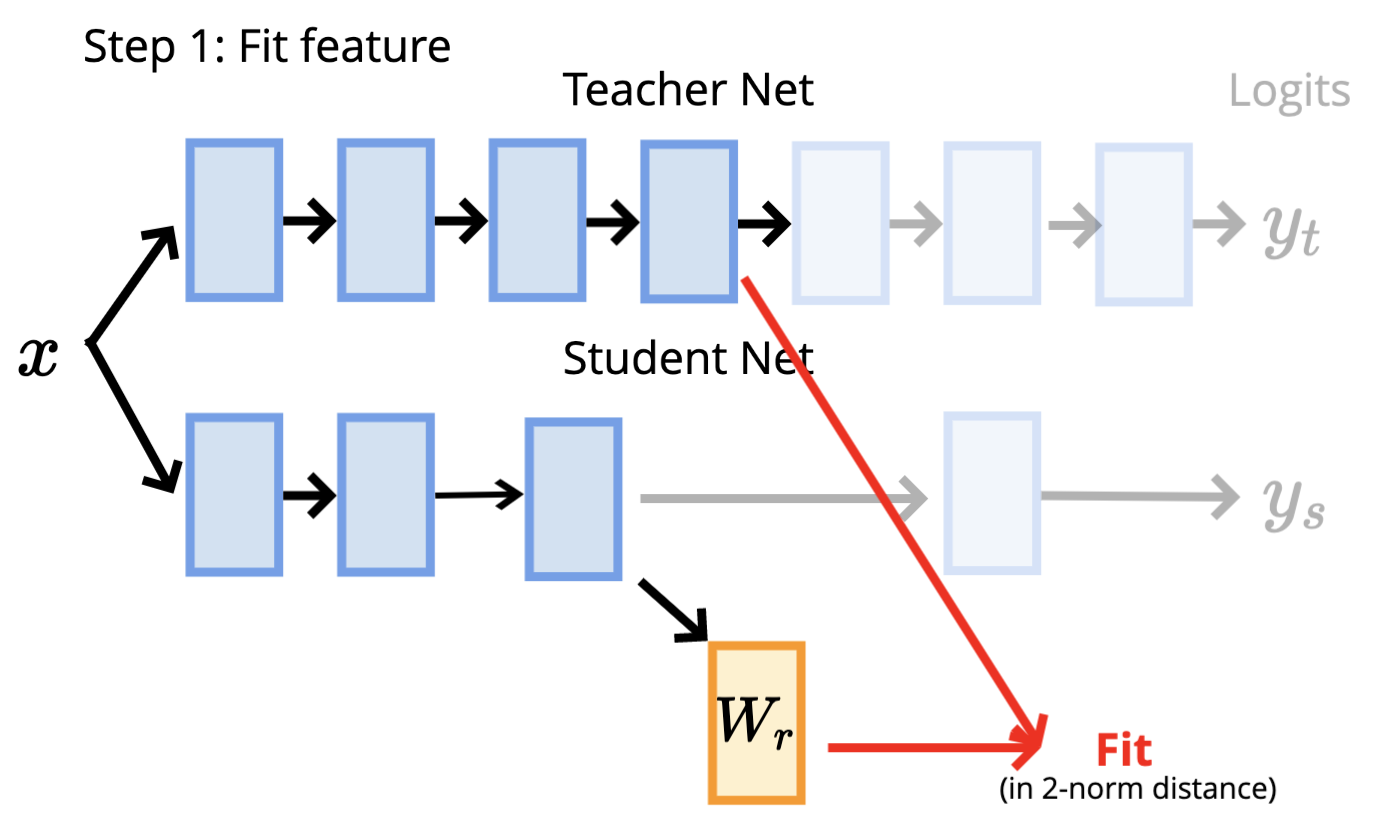 Step 1: Fit feature
Teacher Net
Logits
y_t
x
Student Net
y_s
W_r
Fit
(in 2-norm distance)